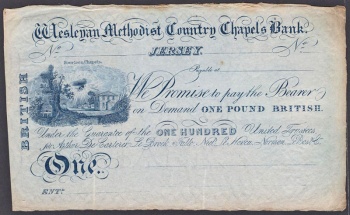 Wesleyan Methodist Country Chapels Bank.
No. JERSEY. No.
Payable at
BRITISH
We Promise to pay the Bearer
on Demand ONE POUND BRITISH.
Under the Guarantee of the ONE HUNDRED United Trustees
One.
ENTd.